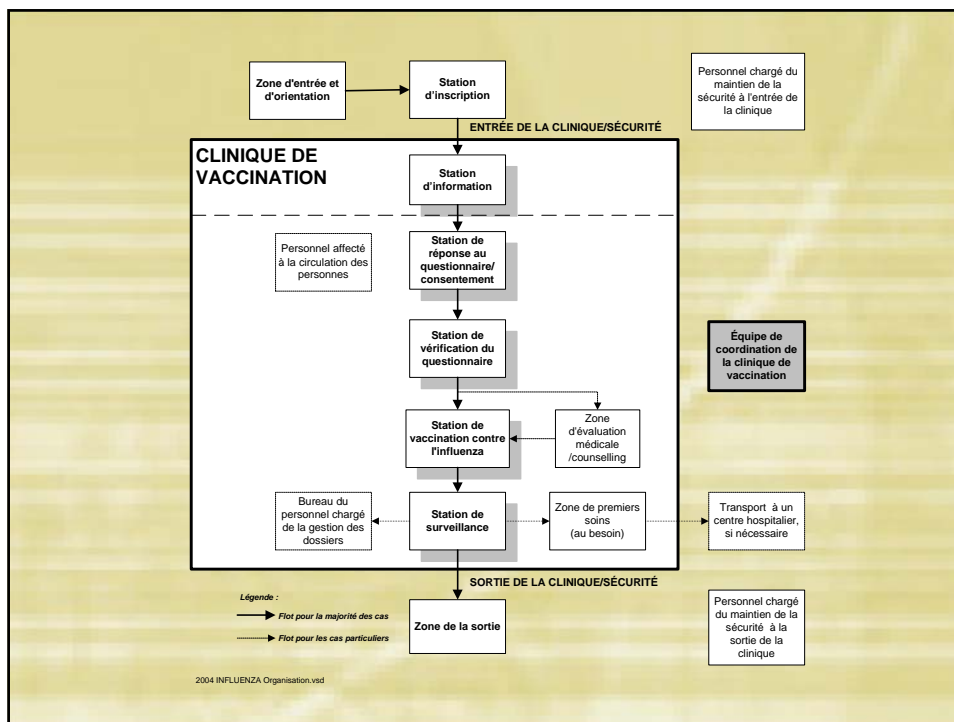 Zone d'entrée et
d'orientation
Station
d'inscription
Personnel chargé du
maintien de la
sécurité à l'entrée de
la clinique
ENTRÉE DE LA CLINIQUE/SÉCURITÉ
CLINIQUE DE
VACCINATION
Station
d'information
Personnel affecté
à la circulation des
personnes
Station de
réponse au
questionnaire/
consentement
Station de
vérification du
questionnaire
Équipe de
coordination de
la clinique de
vaccination
Station de
vaccination contre
l'influenza
Zone
d'évaluation
médicale
/counselling
Bureau du
personnel chargé
de la gestion des
dossiers
Station de
surveillance
Zone de premiers
soins
(au besoin)
Transport à un
centre hospitalier,
si nécessaire
SORTIE DE LA CLINIQUE/SÉCURITÉ
Légende :
Flot pour la majorité des cas
Flot pour les cas particuliers
Zone de la sortie
Personnel chargé
du maintien de la
sécurité à la
sortie de la
clinique
2004 INFLUENZA Organisation.vsd